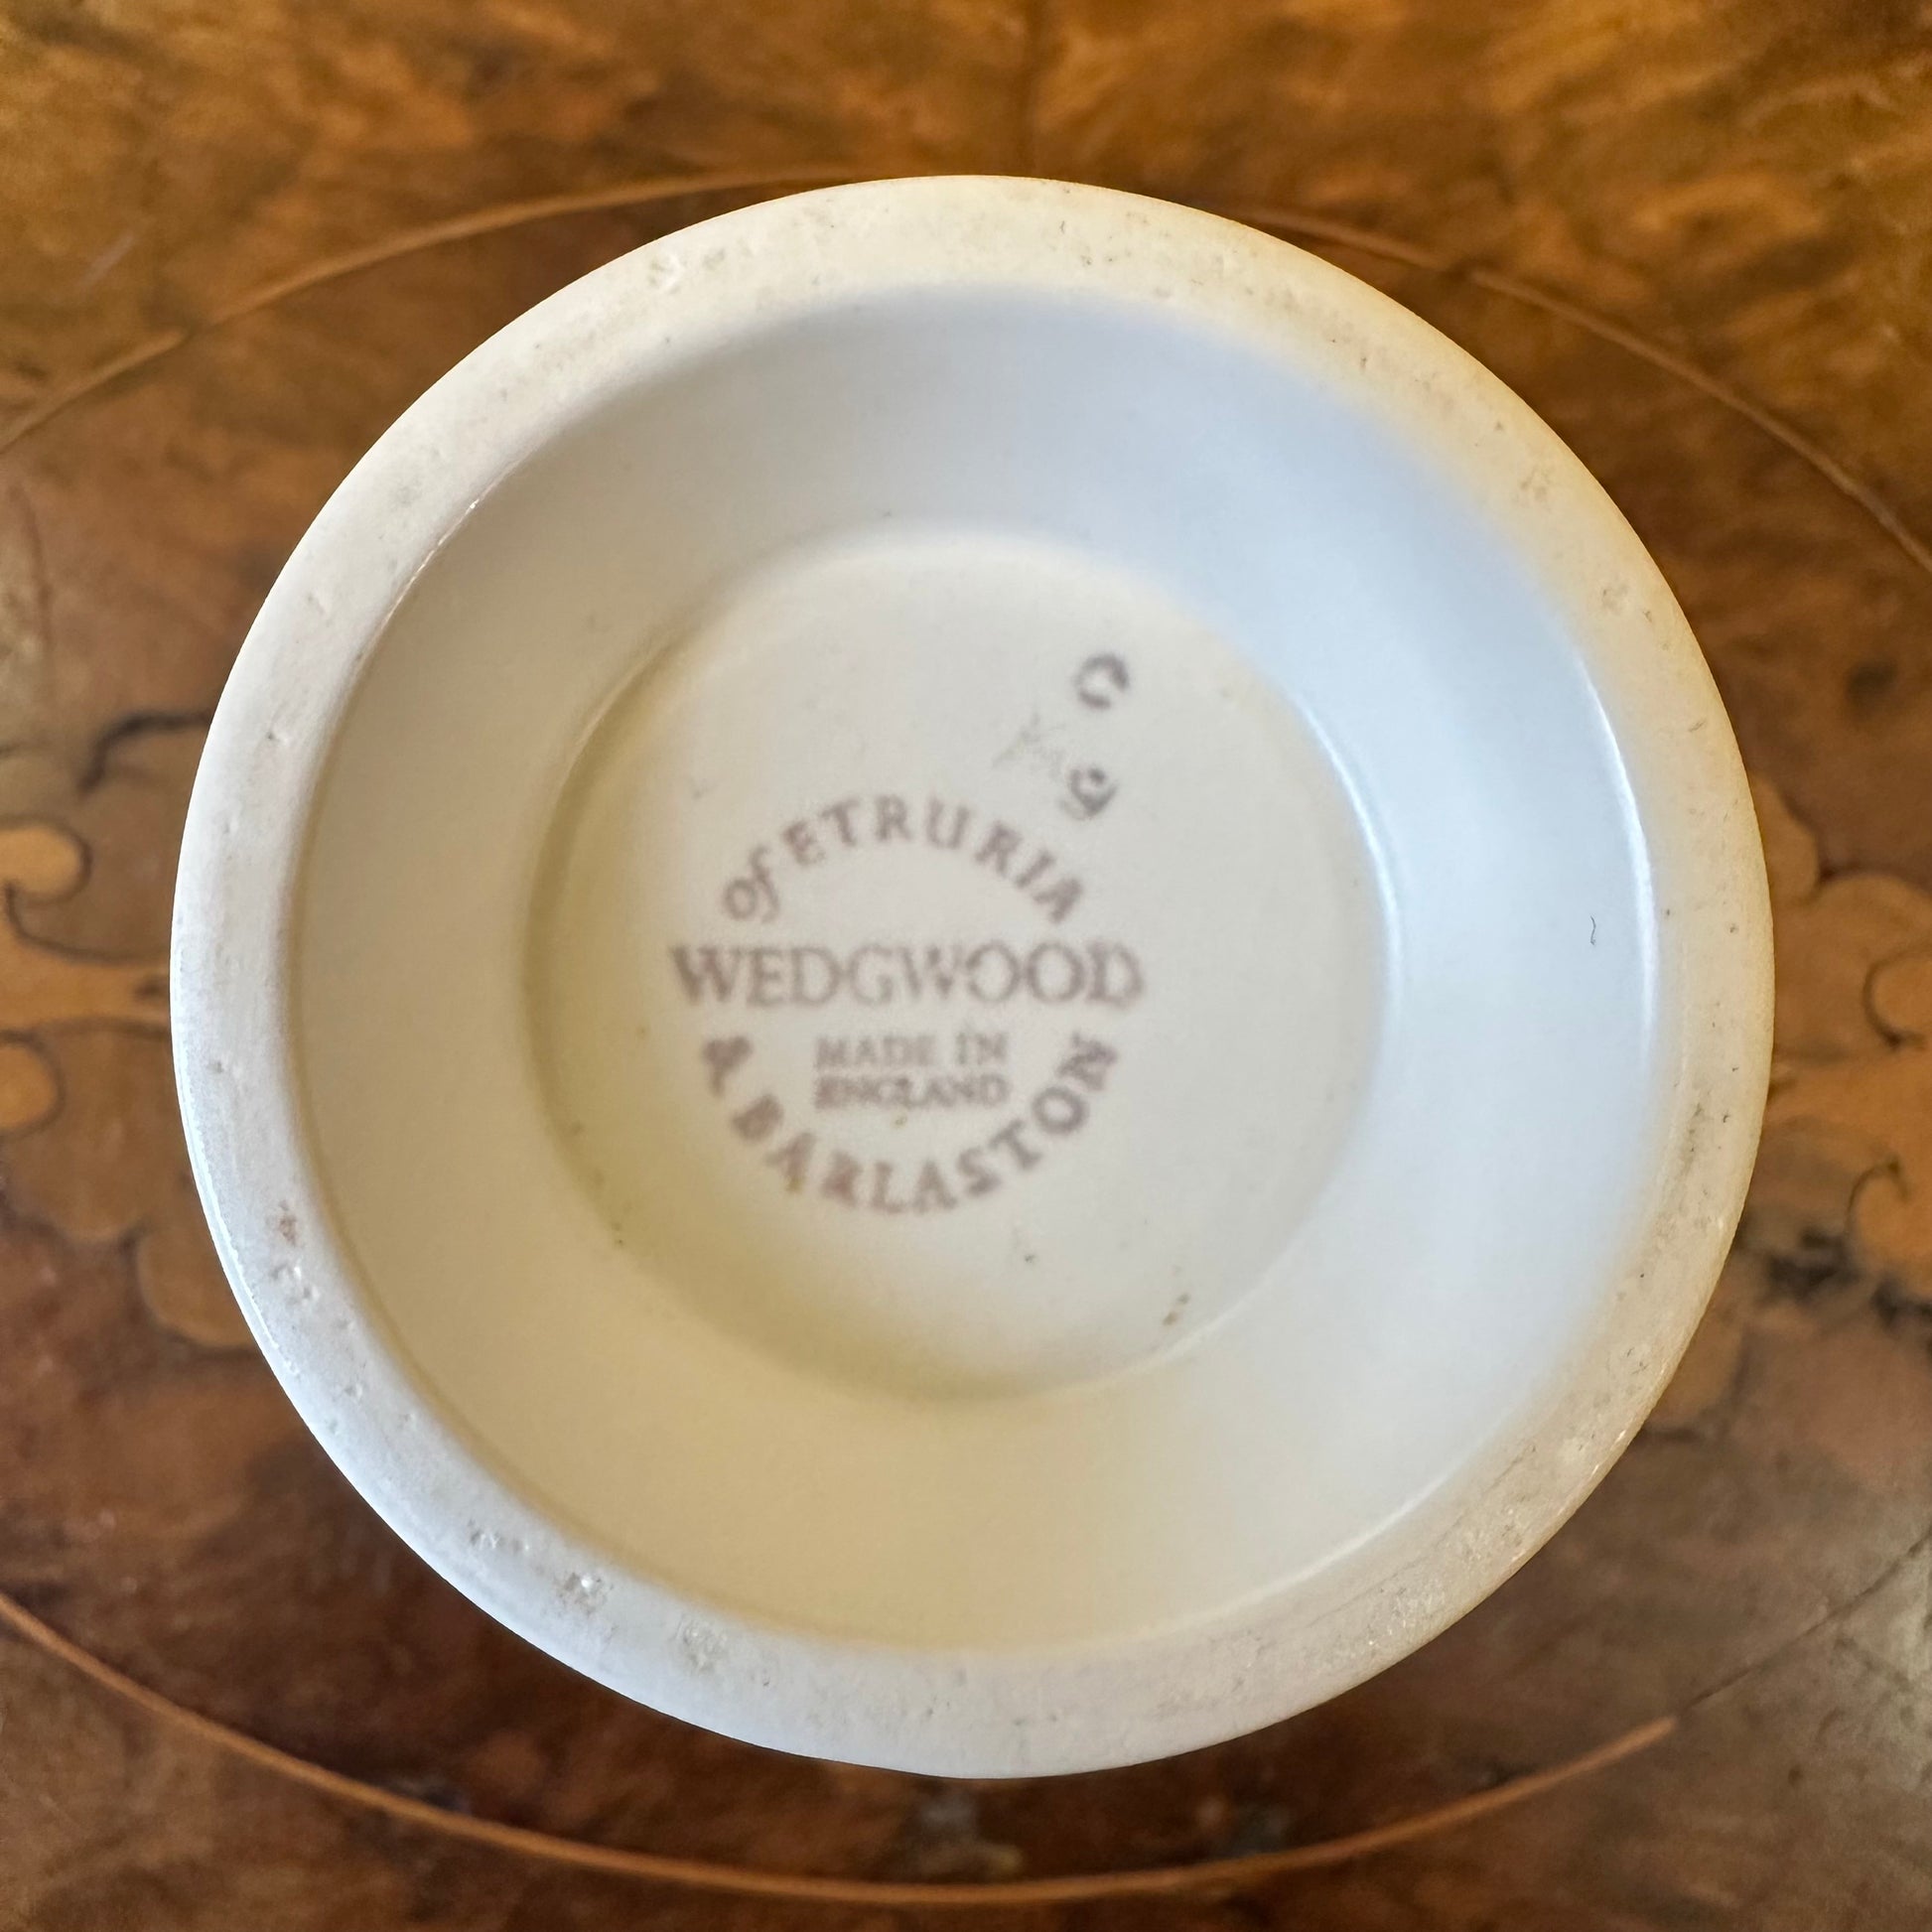 C
of ETRURIA
WEDGWOOD
MADE IN
ENGLAND
& BARLASTON